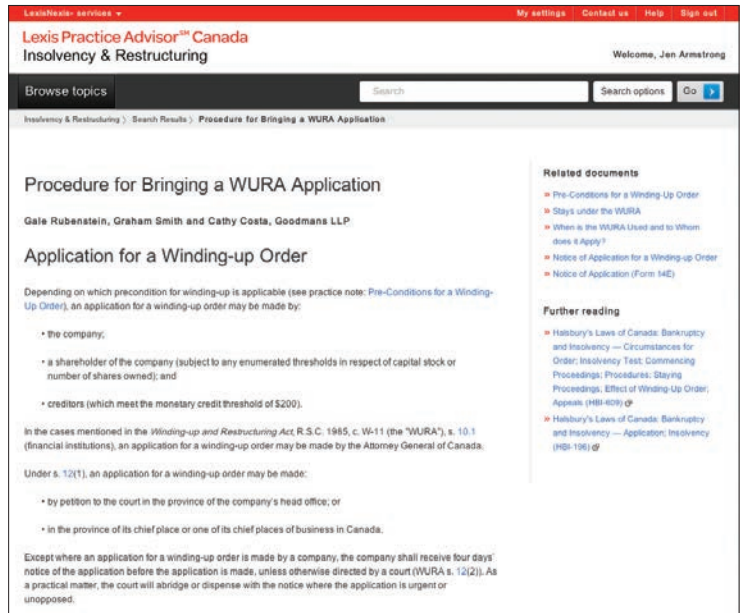 LexisNexis® services
My settings Contact us Help Sign out
Lexis Practice Advisor℠ Canada
Insolvency & Restructuring
Welcome, Jen Armstrong
Browse topics
Search
Search options
Go
Insolvency & Restructuring > Search Results > Procedure for Bringing a WURA Application
Procedure for Bringing a WURA Application
Gale Rubenstein, Graham Smith and Cathy Costa, Goodmans LLP
Application for a Winding-up Order
Depending on which precondition for winding-up is applicable (see practice note: Pre-Conditions for a Winding-
Up Order), an application for a winding-up order may be made by:
• the company;
• a shareholder of the company (subject to any enumerated thresholds in respect of capital stock or
number of shares owned); and
• creditors (which meet the monetary credit threshold of $200).
In the cases mentioned in the Winding-up and Restructuring Act, R.S.C. 1985, c. W-11 (the "WURA"), s. 10.1
(financial institutions), an application for a winding-up order may be made by the Attorney General of Canada.
Under s. 12(1), an application for a winding-up order may be made:
• by petition to the court in the province of the company's head office; or
• in the province of its chief place or one of its chief places of business in Canada.
Except where an application for a winding-up order is made by a company, the company shall receive four days'
notice of the application before the application is made, unless otherwise directed by a court (WURA s. 12(2)). As
a practical matter, the court will abridge or dispense with the notice where the application is urgent or
unopposed.
Related documents
» Pre-Conditions for a Winding-Up Order
» Stays under the WURA
» When is the WURA Used and to Whom
does it Apply?
» Notice of Application for a Winding-up Order
» Notice of Application (Form 14E)
Further reading
» Halsbury's Laws of Canada: Bankruptcy
and Insolvency — Circumstances for
Order; Insolvency Test; Commencing
Proceedings; Procedures; Staying
Proceedings; Effect of Winding-Up Order;
Appeals (HBI-609)
» Halsbury's Laws of Canada: Bankruptcy
and Insolvency — Application; Insolvency
(HBI-196)